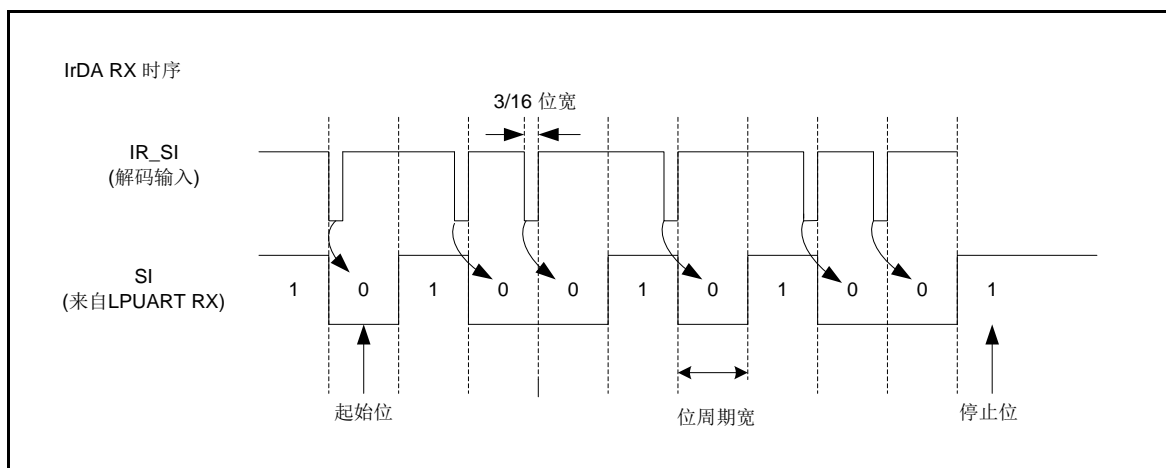 IrDA RX 时序
3/16 位宽
IR_SI
(解码输入)
SI
(来自LPUART RX)
1 0 1 0 0 1 0 1 0 0 1
起始位
位周期宽
停止位